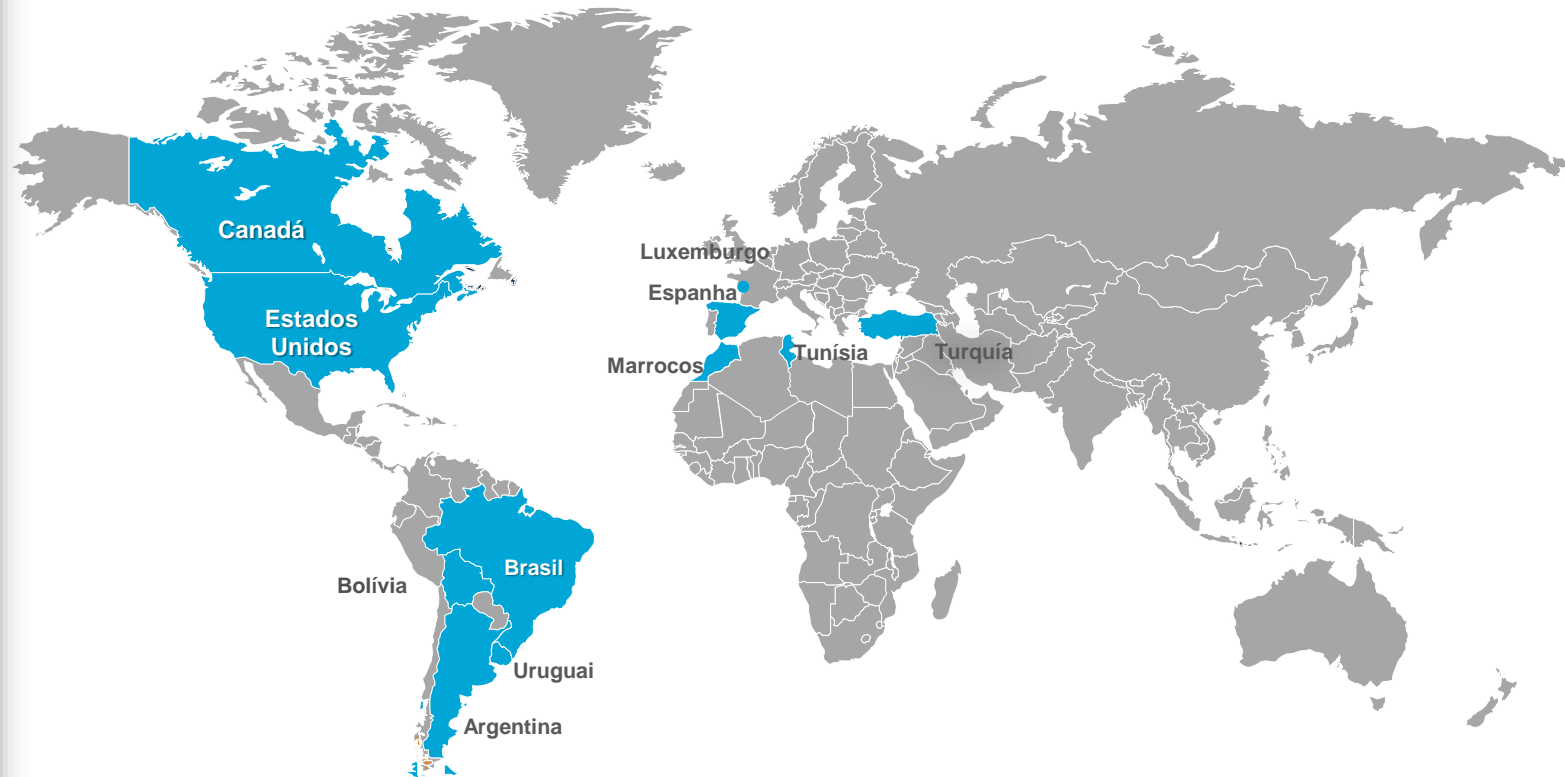 Canadá
Estados
Unidos
Luxemburgo
Espanha
Marrocos
Tunísia
Turquía
Bolívia
Brasil
Uruguai
Argentina